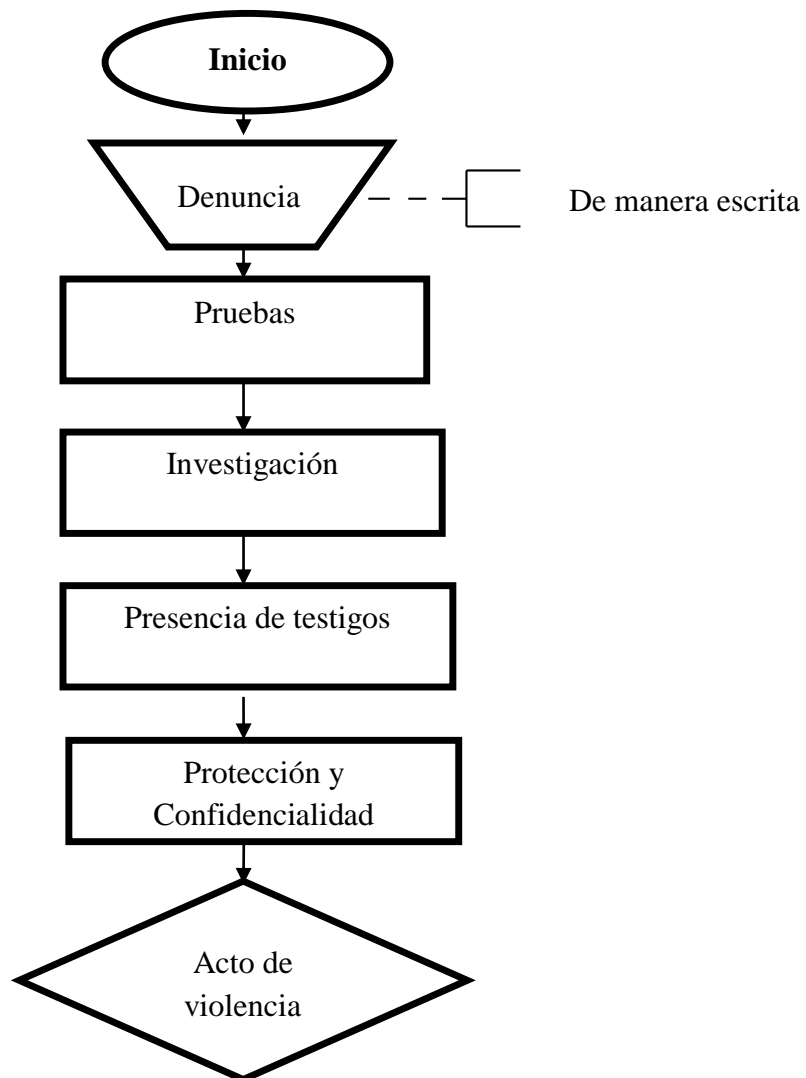 Inicio
Denuncia
De manera escrita
Pruebas
Investigación
Presencia de testigos
Protección y
Confidencialidad
Acto de
violencia